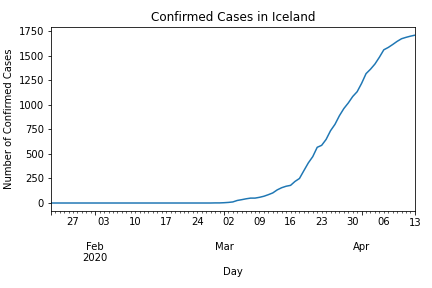 Confirmed Cases in Iceland
Number of Confirmed Cases
1750
1500
1250
1000
750
500
250
0
27 03 10 17 24 02 09 16 23 30 06 13
Feb Mar Apr
2020
Day